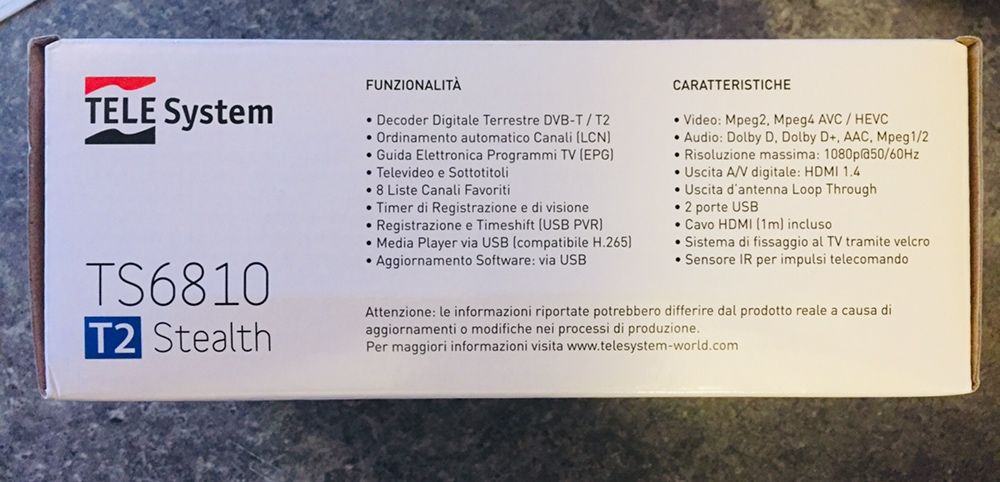 TELE System
TS6810
T2 Stealth
FUNZIONALITÀ
• Decoder Digitale Terrestre DVB-T / T2
• Ordinamento automatico Canali (LCN)
• Guida Elettronica Programmi TV (EPG)
• Televideo e Sottotitoli
• 8 Liste Canali Favoriti
• Timer di Registrazione e di visione
• Registrazione e Timeshift (USB PVR)
• Media Player via USB (compatibile H.265)
• Aggiornamento Software: via USB
CARATTERISTICHE
• Video: Mpeg2, Mpeg4 AVC / HEVC
• Audio: Dolby D, Dolby D+, AAC, Mpeg1/2
• Risoluzione massima: 1080p@50/60Hz
• Uscita A/V digitale: HDMI 1.4
• Uscita d'antenna Loop Through
• 2 porte USB
• Cavo HDMI (1m) incluso
• Sistema di fissaggio al TV tramite velcro
• Sensore IR per impulsi telecomando
Attenzione: le informazioni riportate potrebbero differire dal prodotto reale a causa di
aggiornamenti o modifiche nei processi di produzione.
Per maggiori informazioni visita www.telesystem-world.com